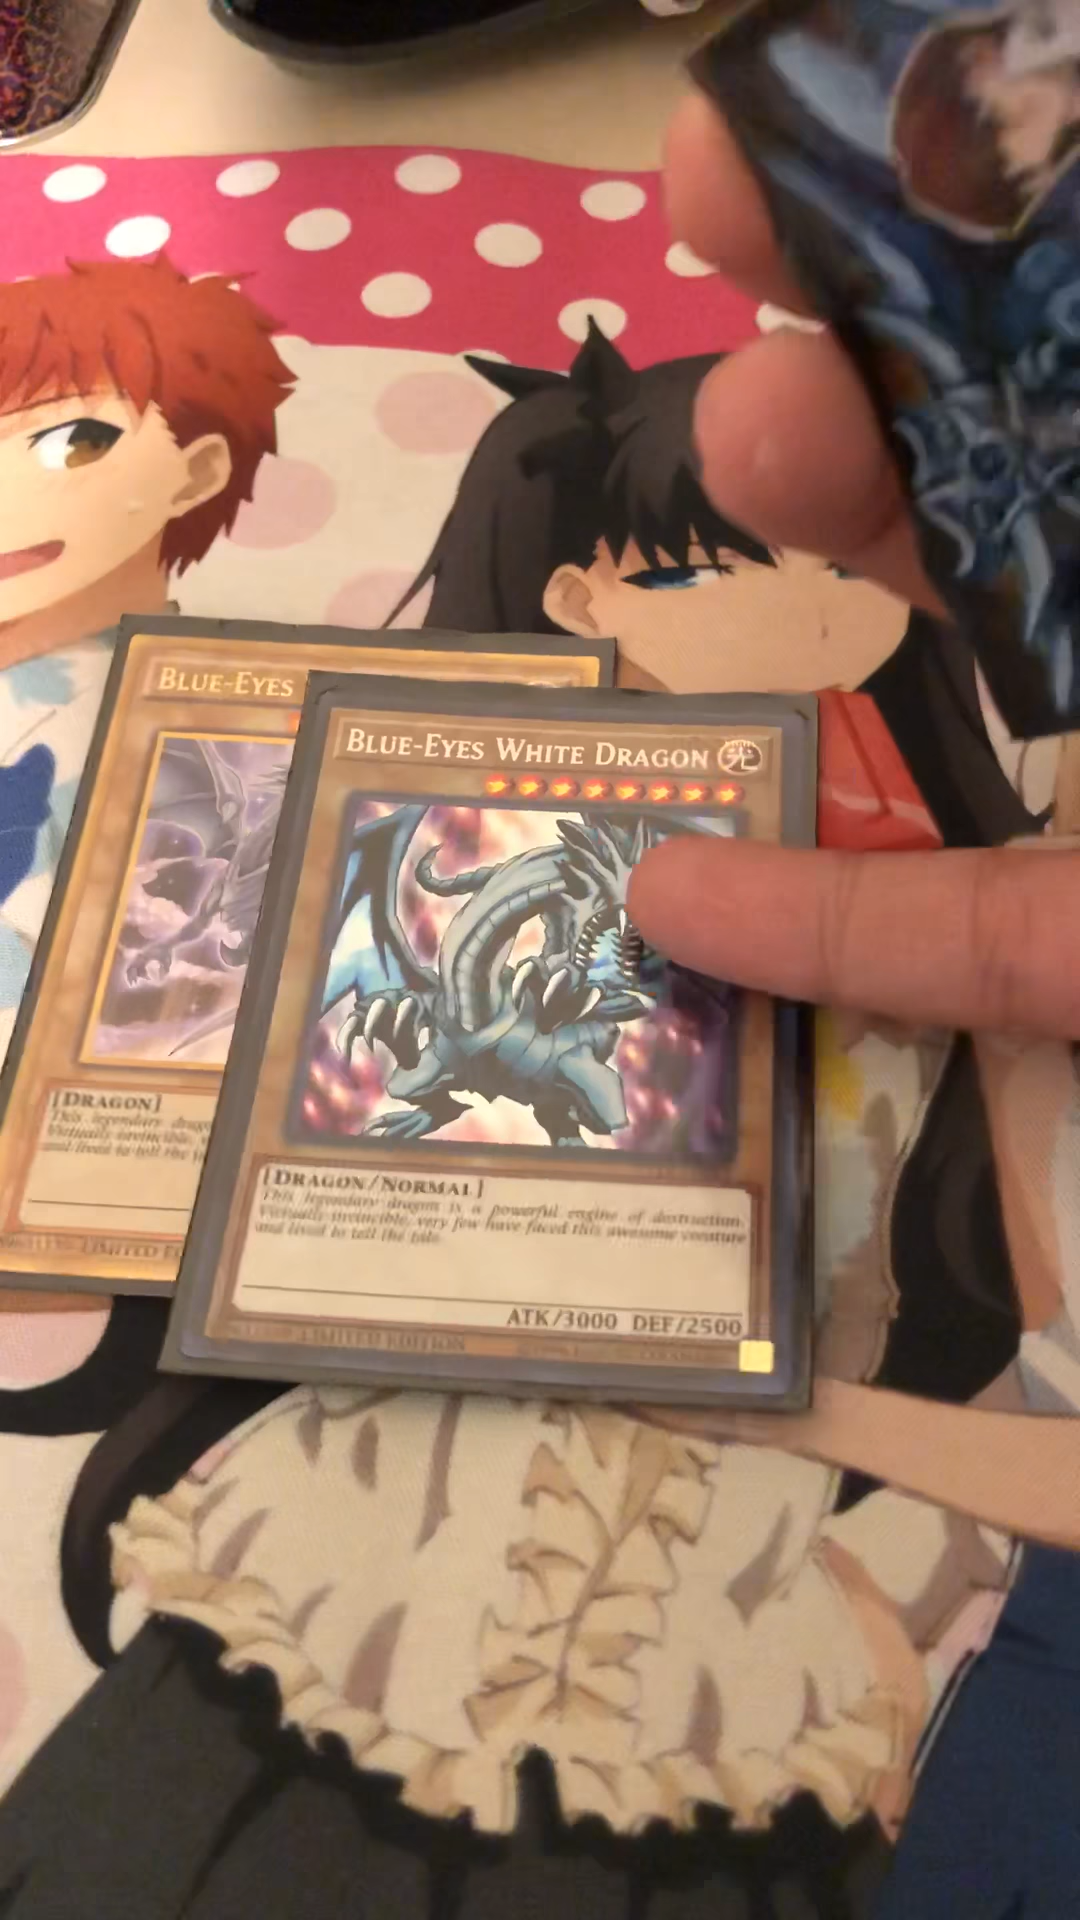 BLUE-EYES
[DRAGON]
This legendary drag
Virtually invincible,
and lived to tell the
LIMITED ED
BLUE-EYES WHITE DRAGON
[DRAGON/NORMAL]
This legendary dragon is a powerful engine of destruction.
Virtually invincible, very few have faced this awesome creature
and lived to tell the tale.
ATK/3000 DEF/2500
LIMITED EDITION